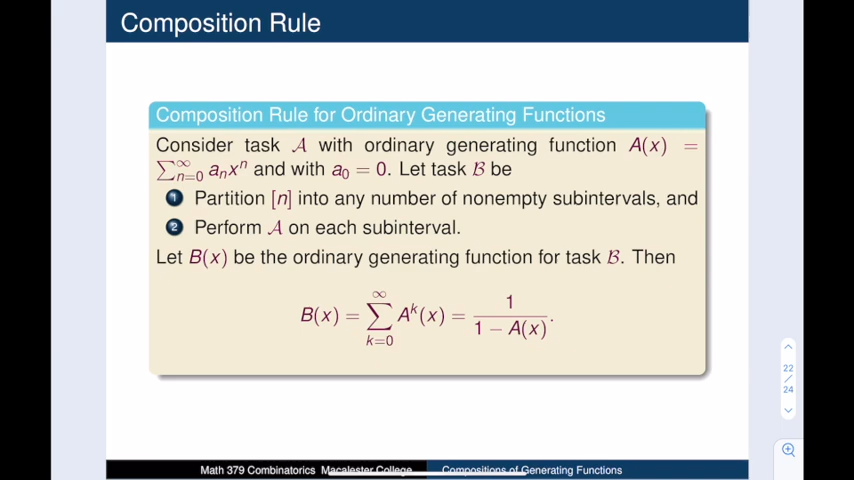 Composition Rule
Composition Rule for Ordinary Generating Functions
Consider task 𝒜 with ordinary generating function A(x) =
∑_{n=0}^{∞} a_n x^n and with a_0 = 0. Let task ℬ be
1 Partition [n] into any number of nonempty subintervals, and
2 Perform 𝒜 on each subinterval.
Let B(x) be the ordinary generating function for task ℬ. Then
B(x) = ∑_{k=0}^{∞} A^k(x) = 1 / (1 − A(x)).
22
/
24
Math 379 Combinatorics Macalester College Compositions of Generating Functions